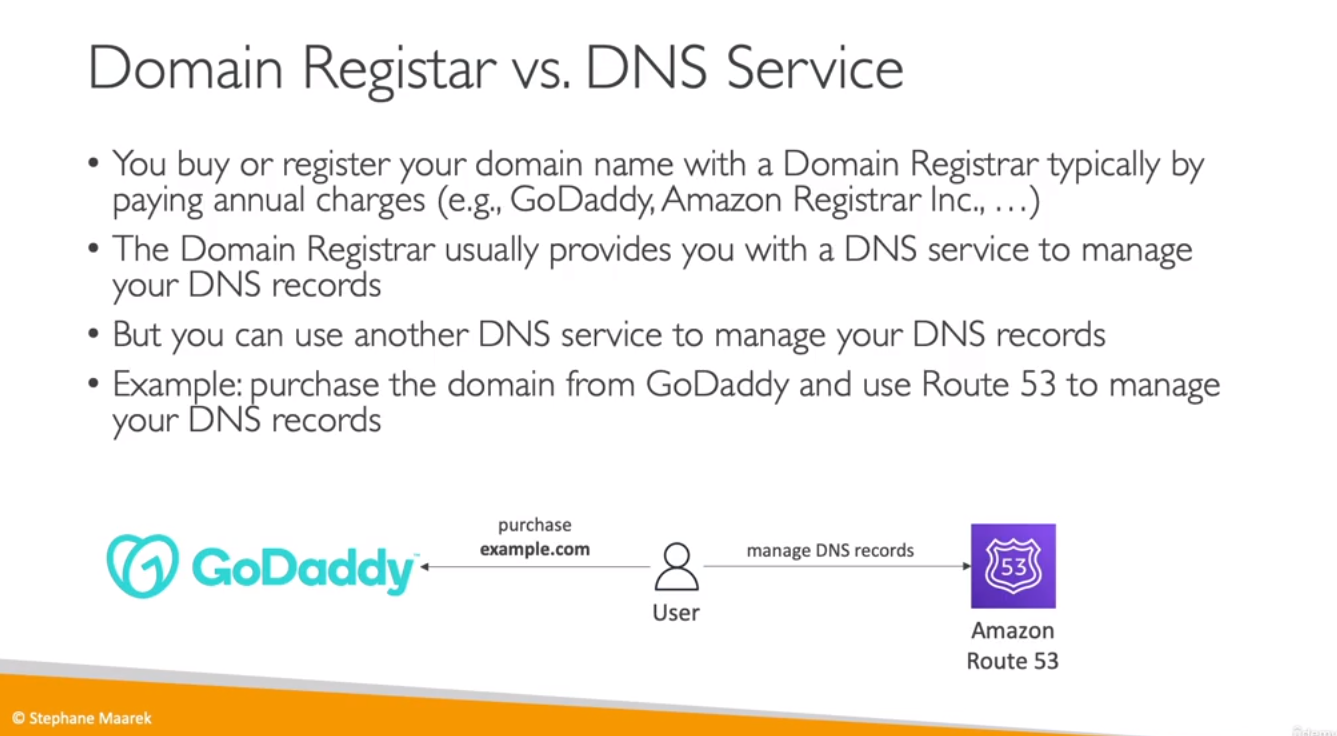 Domain Registar vs. DNS Service
• You buy or register your domain name with a Domain Registrar typically by
paying annual charges (e.g., GoDaddy, Amazon Registrar Inc., …)
• The Domain Registrar usually provides you with a DNS service to manage
your DNS records
• But you can use another DNS service to manage your DNS records
• Example: purchase the domain from GoDaddy and use Route 53 to manage
your DNS records
GoDaddy™
purchase
example.com
User
manage DNS records
53
Amazon
Route 53
© Stephane Maarek